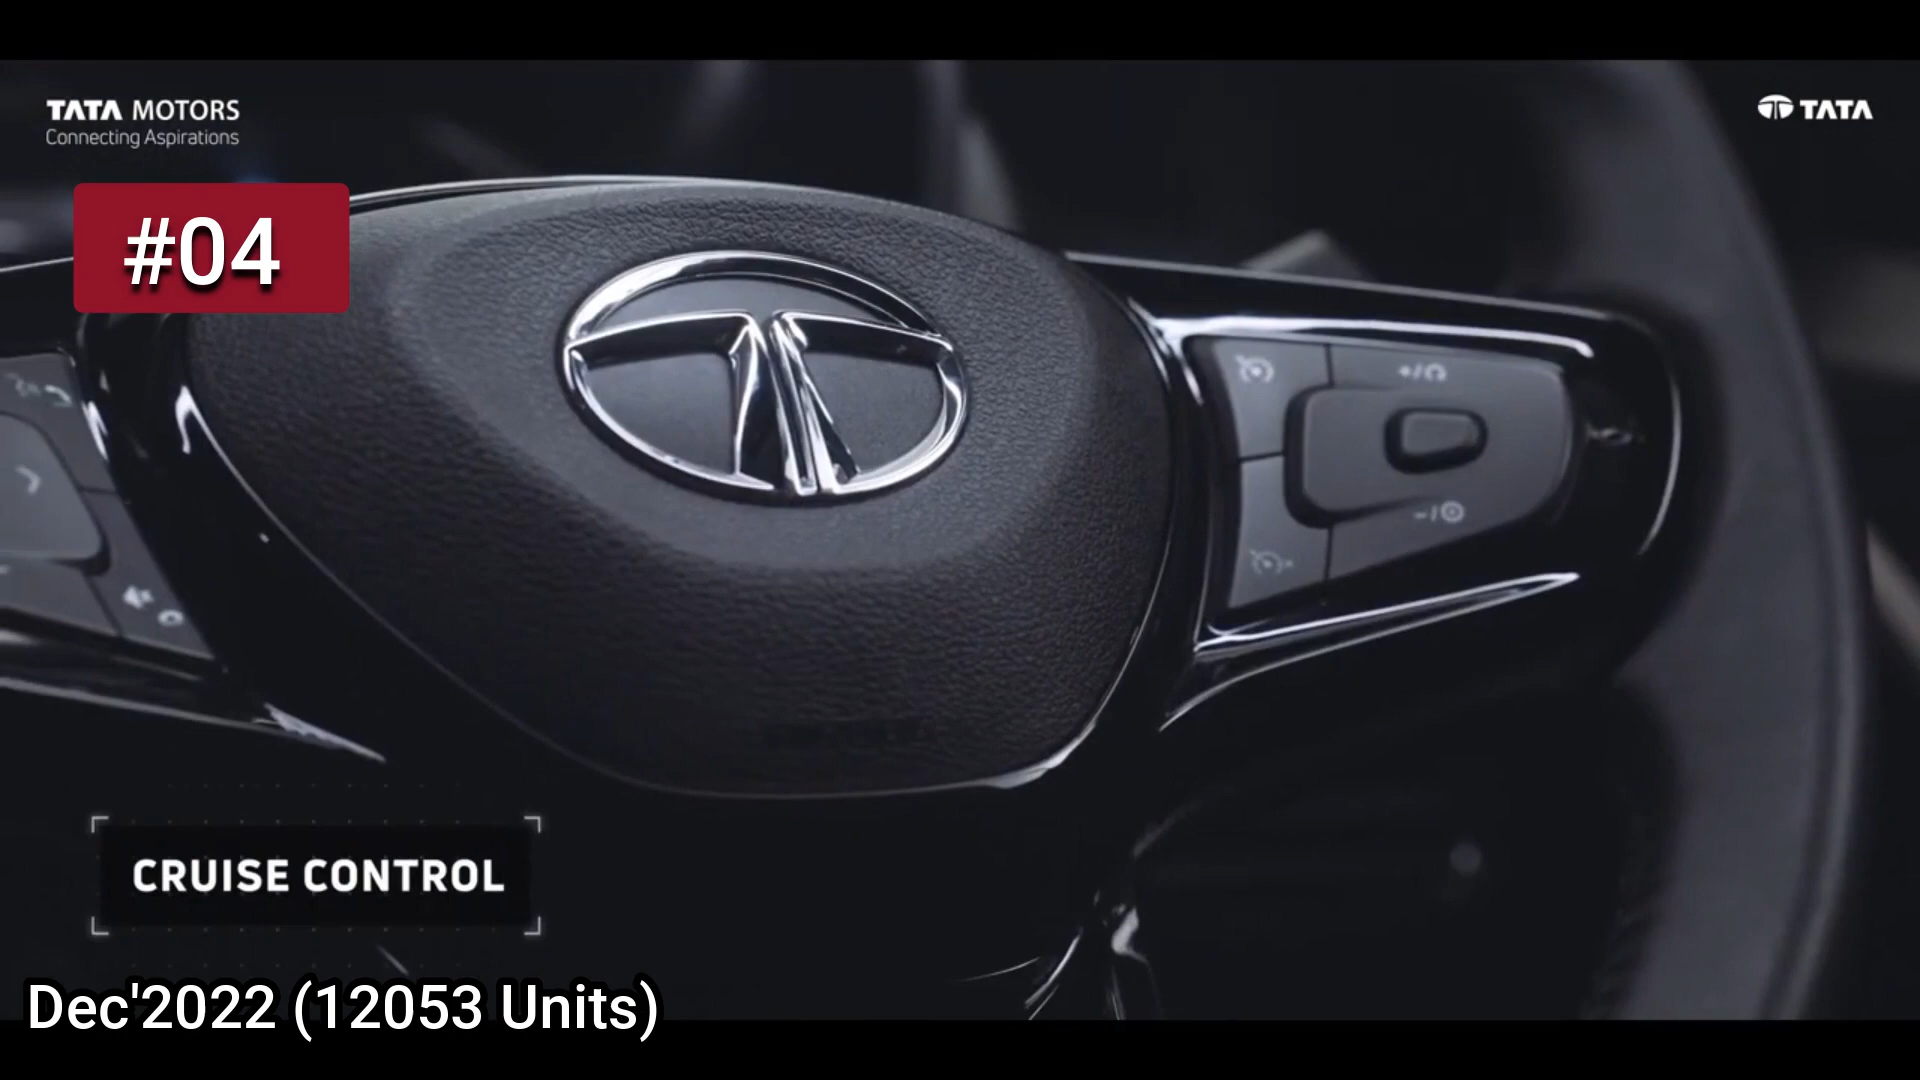 TATA MOTORS
Connecting Aspirations
TATA
#04
CRUISE CONTROL
Dec'2022 (12053 Units)